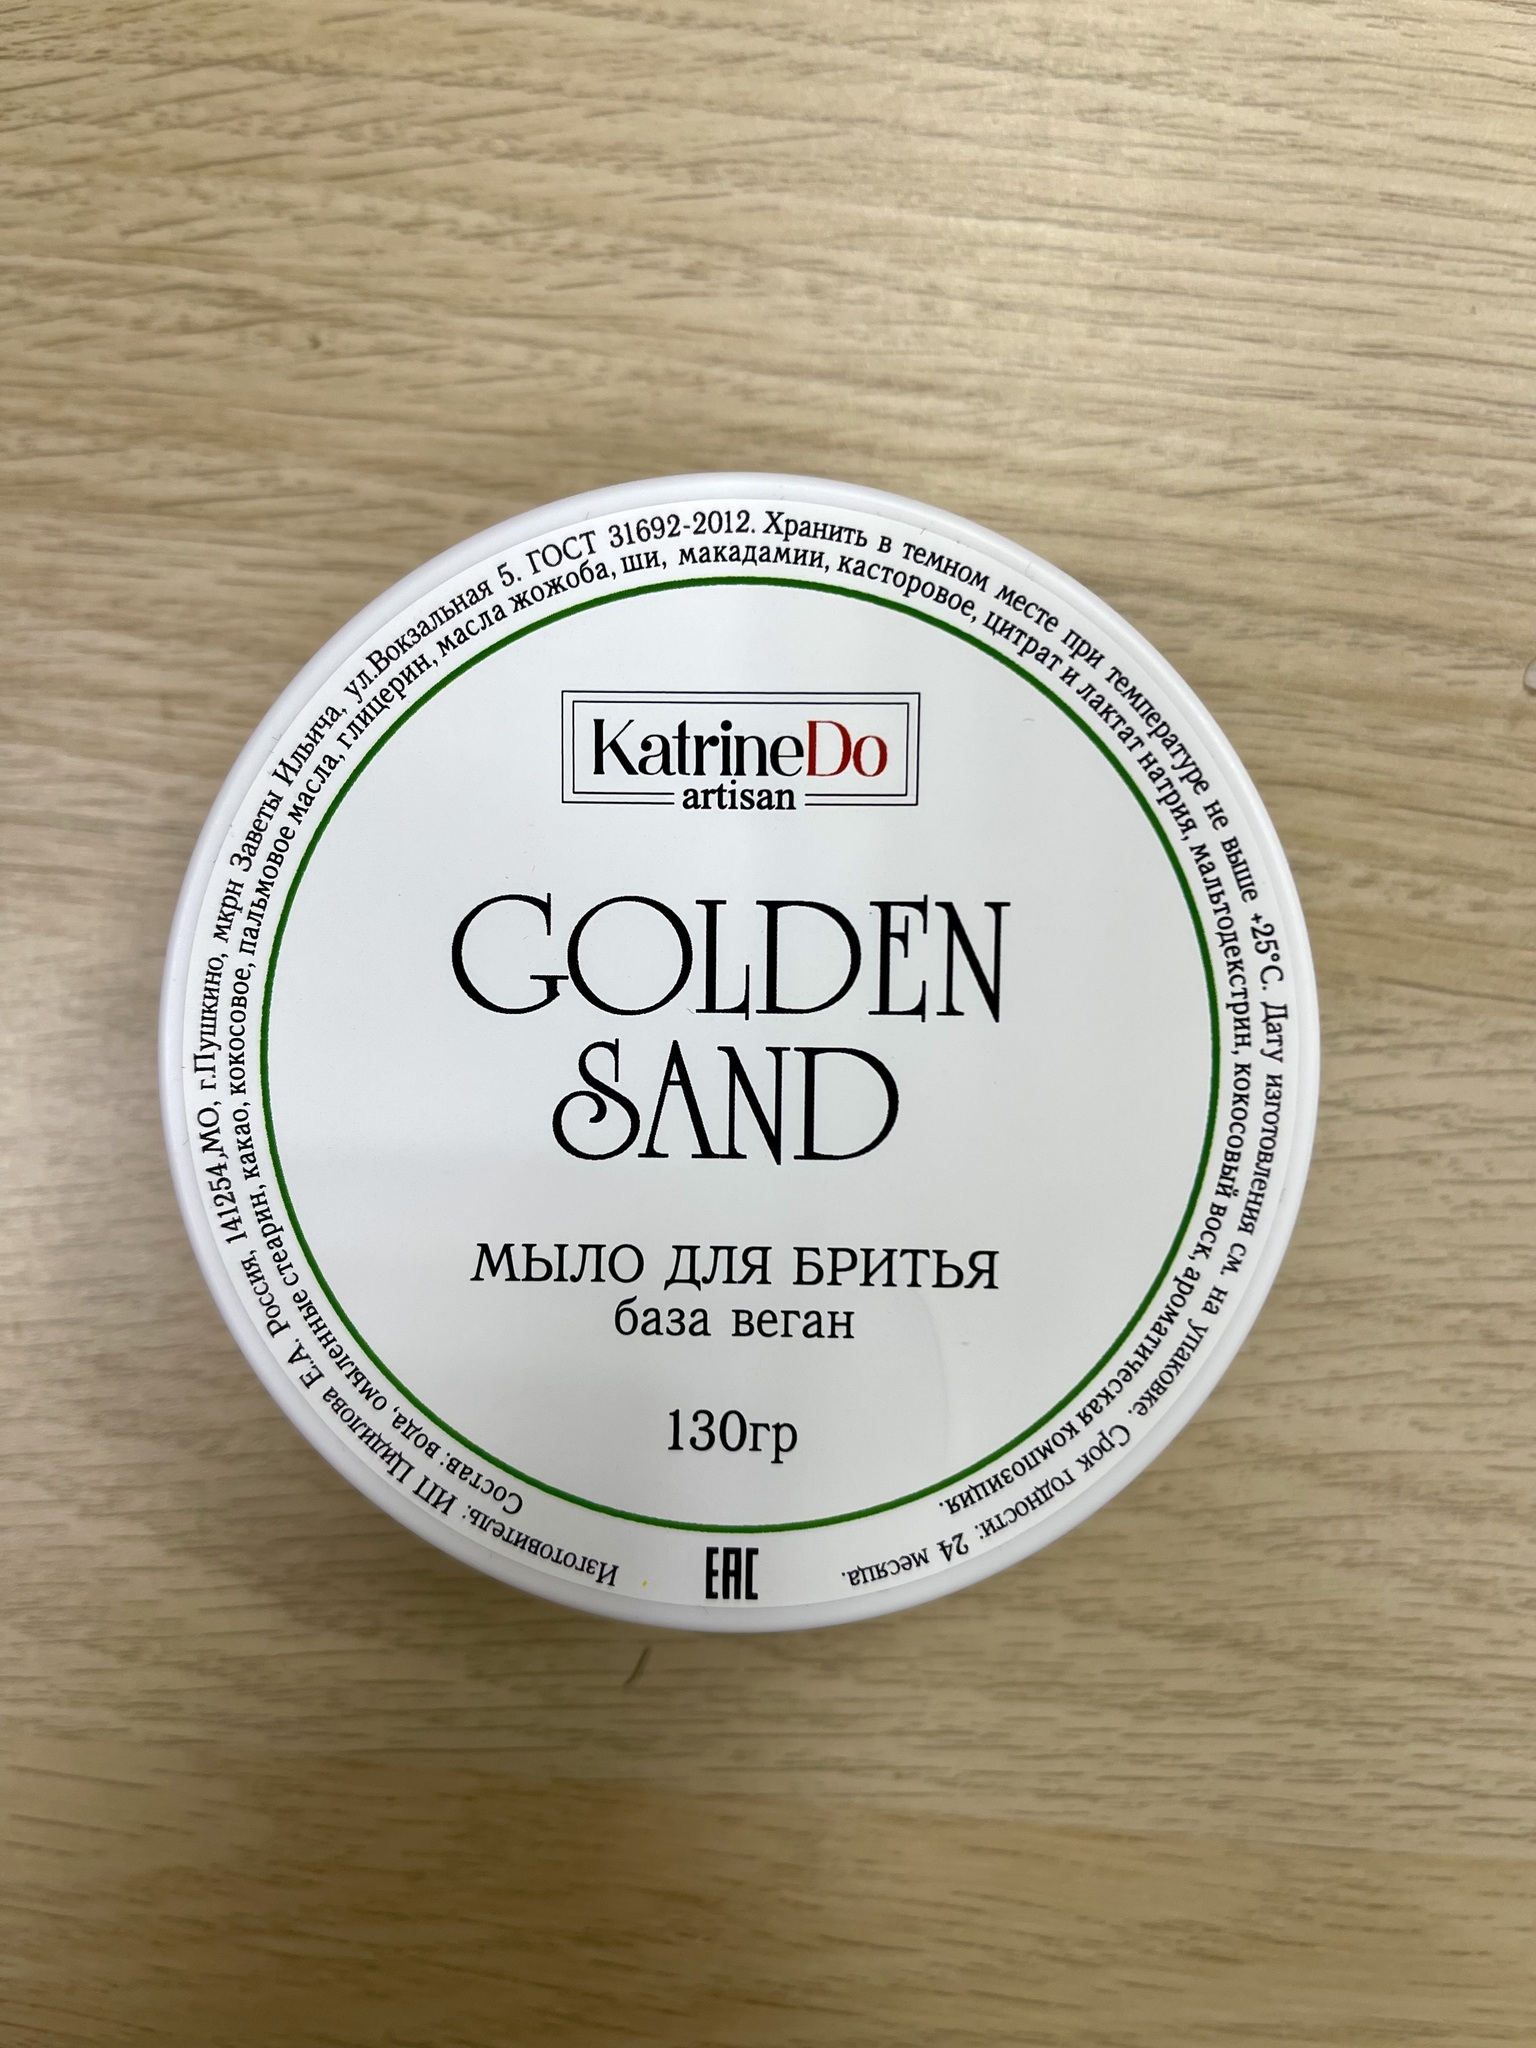 KatrineDo
artisan
GOLDEN
SAND
МЫЛО ДЛЯ БРИТЬЯ
база веган
130гр
Изготовитель: ИП Цидилова Е.А. Россия, 141254,МО, г.Пушкино, мкрн Заветы Ильича, ул.Вокзальная 5. ГОСТ 31692-2012. Хранить в темном месте при температуре не выше +25°С. Дату изготовления см. на упаковке. Срок годности: 24 месяца.
Состав: вода, омыленные стеарин, какао, кокосовое, пальмовое масла, глицерин, масла жожоба, ши, макадамии, касторовое, цитрат и лактат натрия, мальтодекстрин, кокосовый воск, ароматическая композиция.
EAC